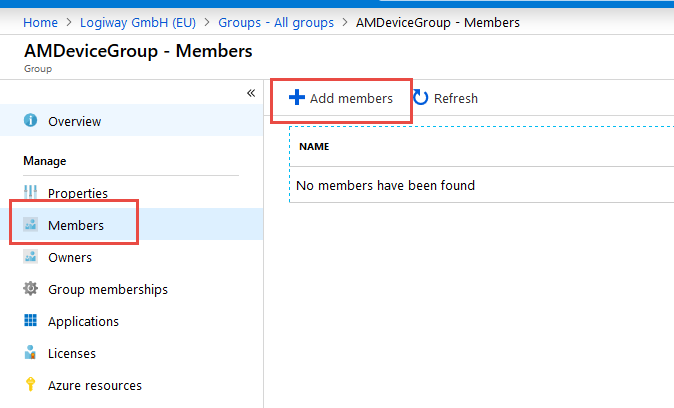 Home > Logiway GmbH (EU) > Groups - All groups > AMDeviceGroup - Members
AMDeviceGroup - Members
Group
«
Overview
Manage
Properties
Members
Owners
Group memberships
Applications
Licenses
Azure resources
Add members Refresh
NAME
No members have been found